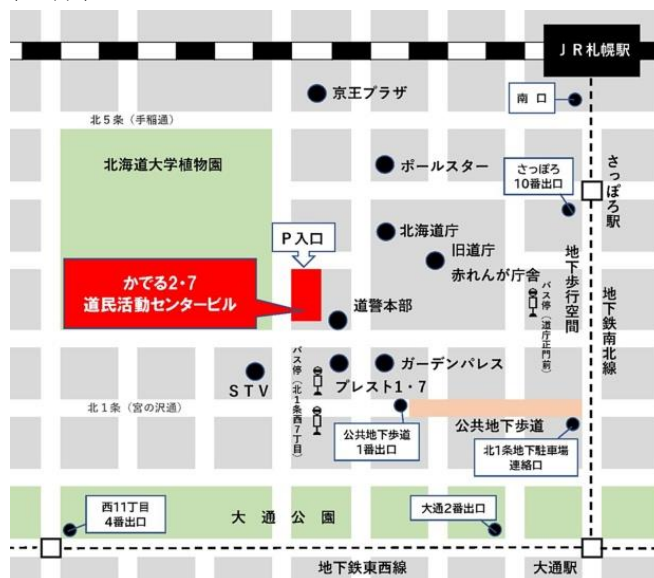 JR札幌駅
京王プラザ
南口
北5条（手稲通）
北海道大学植物園
ポールスター
さっぽろ
10番出口
さっぽろ駅
P入口
北海道庁
旧道庁
赤れんが庁舎
かでる2・7
道民活動センタービル
道警本部
バス停（道庁正門前）
地下歩行空間
地下鉄南北線
STV
バス停（北1条西7丁目）
プレスト1・7
ガーデンパレス
北1条（宮の沢通）
公共地下歩道
1番出口
公共地下歩道
北1条地下駐車場
連絡口
西11丁目
4番出口
大通公園
大通2番出口
地下鉄東西線
大通駅